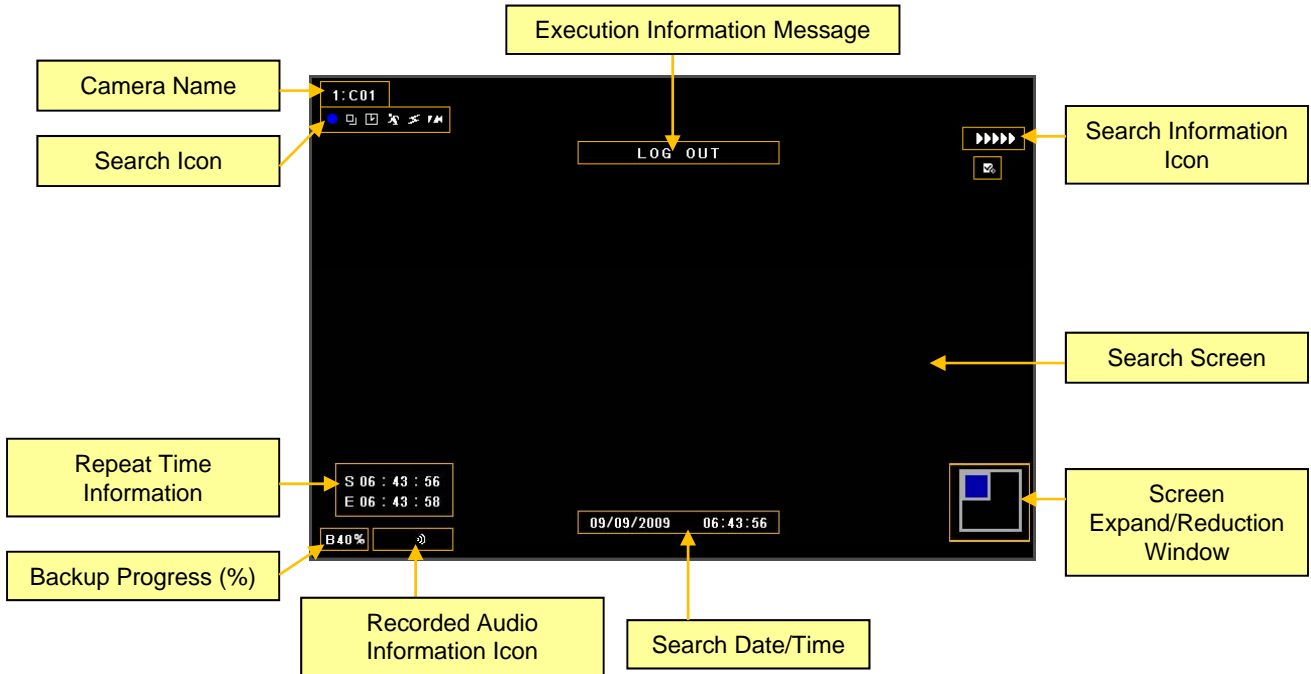 Execution Information Message
Camera Name
1:C01
Search Icon
LOG OUT
Search Information
Icon
Search Screen
Repeat Time
Information
S 06 : 43 : 56
E 06 : 43 : 58
09/09/2009 06:43:56
Screen
Expand/Reduction
Window
B40%
Backup Progress (%)
Recorded Audio
Information Icon
Search Date/Time